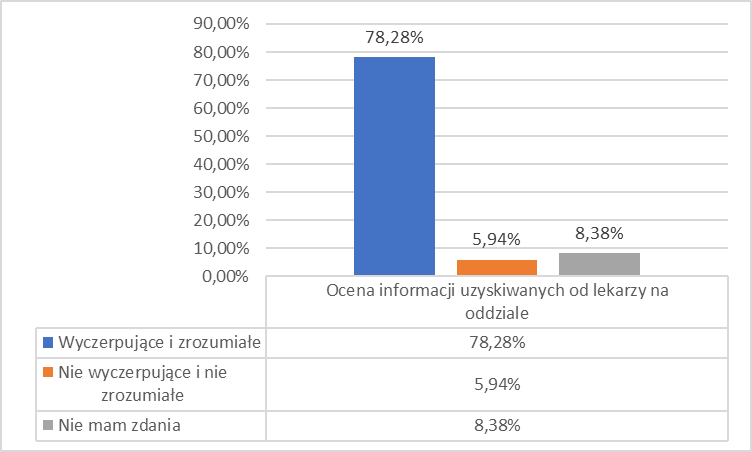 90,00%
80,00%
70,00%
60,00%
50,00%
40,00%
30,00%
20,00%
10,00%
0,00%
78,28%
5,94%
8,38%
Ocena informacji uzyskiwanych od lekarzy na
oddziale
Wyczerpujące i zrozumiałe 78,28%
Nie wyczerpujące i nie
zrozumiałe 5,94%
Nie mam zdania 8,38%